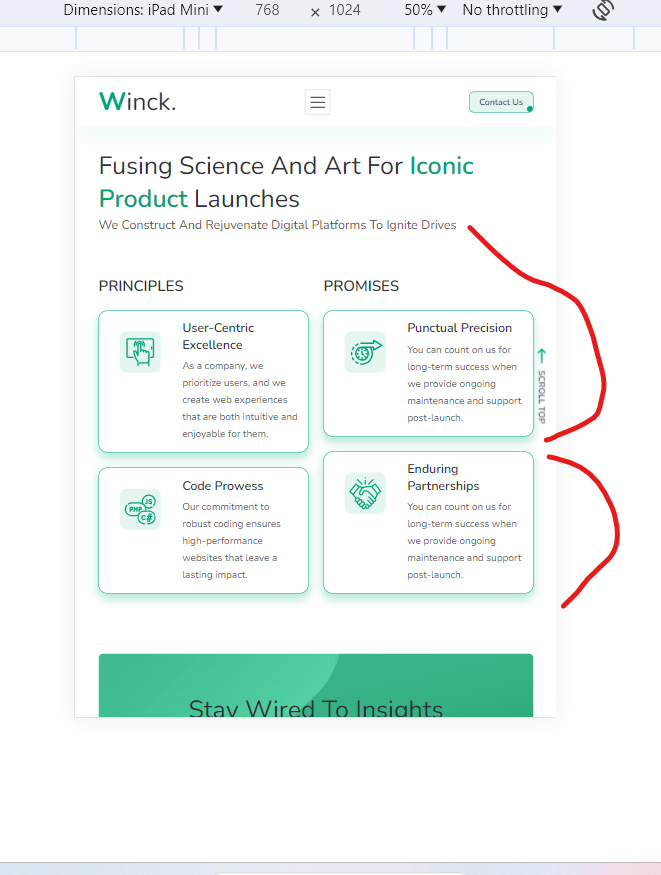 Dimensions: iPad Mini ▼ 768 × 1024 50% ▼ No throttling ▼
Winck.
Contact Us
Fusing Science And Art For Iconic
Product Launches
We Construct And Rejuvenate Digital Platforms To Ignite Drives
PRINCIPLES
User-Centric
Excellence
As a company, we
prioritize users, and we
create web experiences
that are both intuitive and
enjoyable for them.
PHP JS C#
Code Prowess
Our commitment to
robust coding ensures
high-performance
websites that leave a
lasting impact.
PROMISES
Punctual Precision
You can count on us for
long-term success when
we provide ongoing
maintenance and support
post-launch.
Enduring
Partnerships
You can count on us for
long-term success when
we provide ongoing
maintenance and support
post-launch.
SCROLL TOP
Stay Wired To Insights